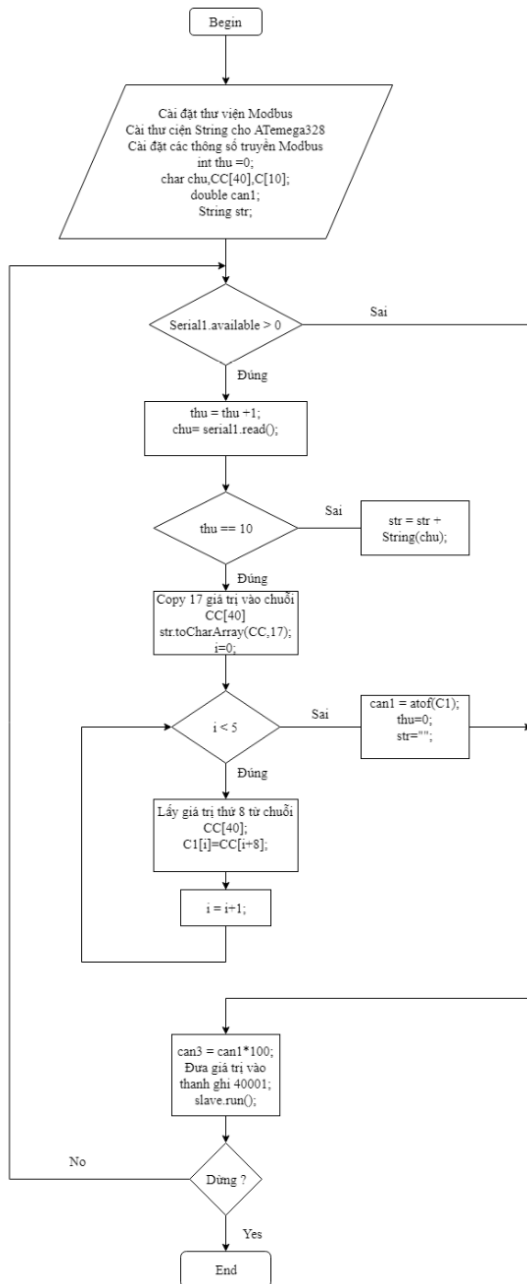 Begin
Cài đặt thư viện Modbus
Cài thư ciện String cho ATemega328
Cài đặt các thông số truyền Modbus
int thu =0;
char chu,CC[40],C[10];
double can1;
String str;
Serial1.available > 0
Sai
Đúng
thu = thu +1;
chu= serial1.read();
thu == 10
Sai
str = str +
String(chu);
Đúng
Copy 17 giá trị vào chuỗi
CC[40]
str.toCharArray(CC,17);
i=0;
i < 5
Sai
can1 = atof(C1);
thu=0;
str="";
Đúng
Lấy giá trị thứ 8 từ chuỗi
CC[40];
C1[i]=CC[i+8];
i = i+1;
can3 = can1*100;
Đưa giá trị vào
thanh ghi 40001;
slave.run();
No
Dừng ?
Yes
End